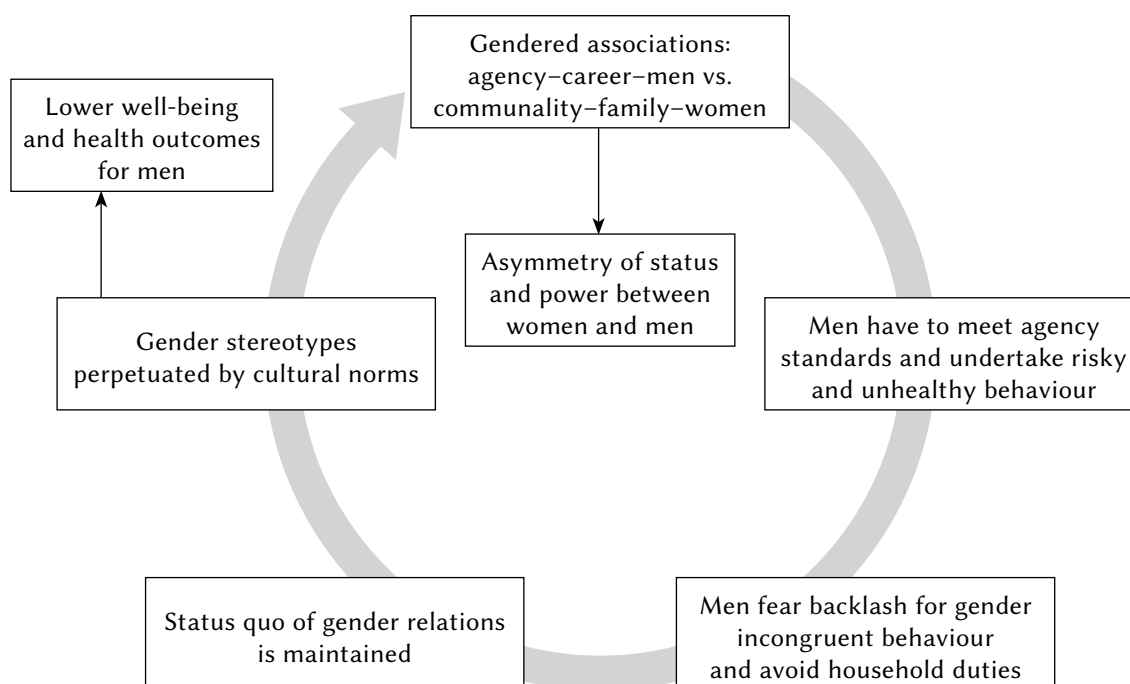 Gendered associations:
agency–career–men vs.
communality–family–women
Lower well-being
and health outcomes
for men
Asymmetry of status
and power between
women and men
Gender stereotypes
perpetuated by cultural norms
Men have to meet agency
standards and undertake risky
and unhealthy behaviour
Status quo of gender relations
is maintained
Men fear backlash for gender
incongruent behaviour
and avoid household duties